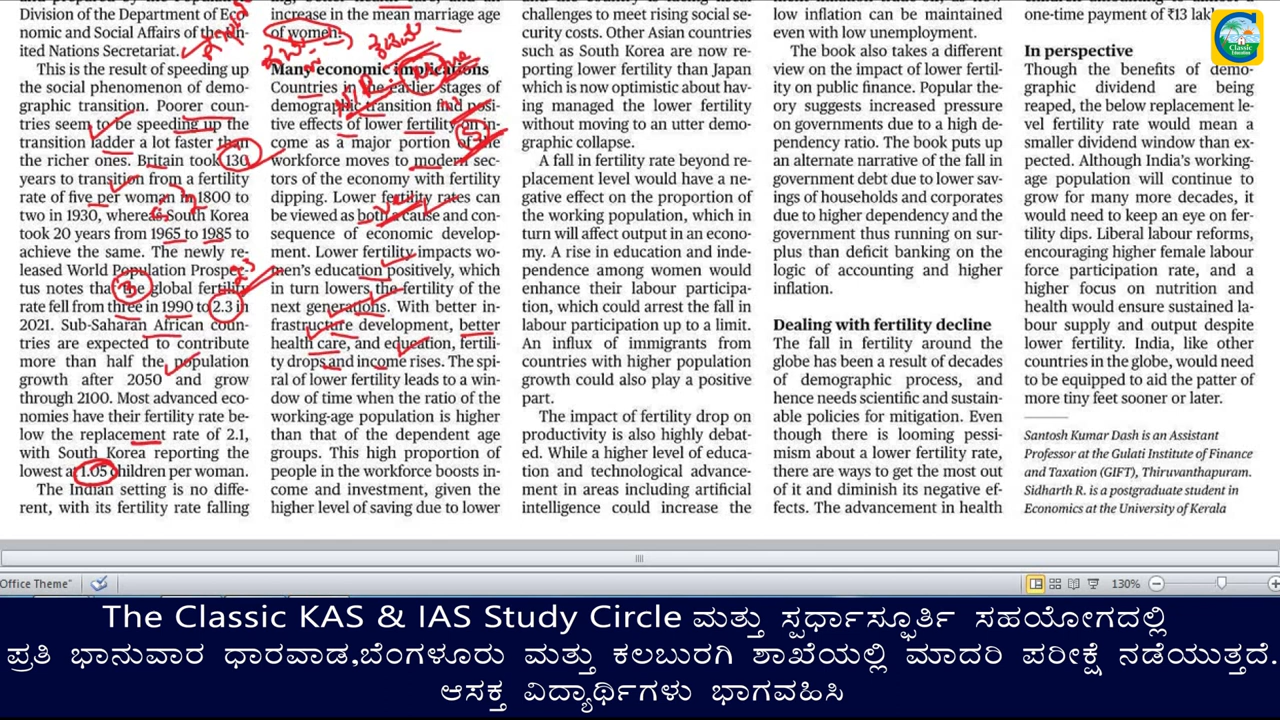 Division of the Department of Eco-
nomic and Social Affairs of the
ited Nations Secretariat.
This is the result of speeding up
the social phenomenon of demo-
graphic transition. Poorer coun-
tries seem to be speeding up the
transition ladder a lot faster than
the richer ones. Britain took 130
years to transition from a fertility
rate of five per woman in 1800 to
two in 1930, whereas South Korea
took 20 years from 1965 to 1985 to
achieve the same. The newly re-
leased World Population Prospec-
tus notes that the global fertility
rate fell from three in 1990 to 2.3 in
2021. Sub-Saharan African coun-
tries are expected to contribute
more than half the population
growth after 2050 and grow
through 2100. Most advanced eco-
nomies have their fertility rate be-
low the replacement rate of 2.1,
with South Korea reporting the
lowest at 1.05 children per woman.
The Indian setting is no diffe-
rent, with its fertility rate falling
increase in the mean marriage age
of women.
Many economic implications
Countries in the earlier stages of
demographic transition find posi-
tive effects of lower fertility on in-
come as a major portion of the
workforce moves to modern sec-
tors of the economy with fertility
dipping. Lower fertility rates can
be viewed as both a cause and con-
sequence of economic develop-
ment. Lower fertility impacts wo-
men's education positively, which
in turn lowers the fertility of the
next generations. With better in-
frastructure development, better
health care, and education, fertili-
ty drops and income rises. The spi-
ral of lower fertility leads to a win-
dow of time when the ratio of the
working-age population is higher
than that of the dependent age
groups. This high proportion of
people in the workforce boosts in-
come and investment, given the
higher level of saving due to lower
challenges to meet rising social se-
curity costs. Other Asian countries
such as South Korea are now re-
porting lower fertility than Japan
which is now optimistic about hav-
ing managed the lower fertility
without moving to an utter demo-
graphic collapse.
A fall in fertility rate beyond re-
placement level would have a ne-
gative effect on the proportion of
the working population, which in
turn will affect output in an econo-
my. A rise in education and inde-
pendence among women would
enhance their labour participa-
tion, which could arrest the fall in
labour participation up to a limit.
An influx of immigrants from
countries with higher population
growth could also play a positive
part.
The impact of fertility drop on
productivity is also highly debat-
ed. While a higher level of educa-
tion and technological advance-
ment in areas including artificial
intelligence could increase the
low inflation can be maintained
even with low unemployment.
The book also takes a different
view on the impact of lower fertil-
ity on public finance. Popular the-
ory suggests increased pressure
on governments due to a high de-
pendency ratio. The book puts up
an alternate narrative of the fall in
government debt due to lower sav-
ings of households and corporates
due to higher dependency and the
government thus running on sur-
plus than deficit banking on the
logic of accounting and higher
inflation.
Dealing with fertility decline
The fall in fertility around the
globe has been a result of decades
of demographic process, and
hence needs scientific and sustain-
able policies for mitigation. Even
though there is looming pessi-
mism about a lower fertility rate,
there are ways to get the most out
of it and diminish its negative ef-
fects. The advancement in health
one-time payment of ₹13 lakh
In perspective
Though the benefits of demo-
graphic dividend are being
reaped, the below replacement le-
vel fertility rate would mean a
smaller dividend window than ex-
pected. Although India's working-
age population will continue to
grow for many more decades, it
would need to keep an eye on fer-
tility dips. Liberal labour reforms,
encouraging higher female labour
force participation rate, and a
higher focus on nutrition and
health would ensure sustained la-
bour supply and output despite
lower fertility. India, like other
countries in the globe, would need
to be equipped to aid the patter of
more tiny feet sooner or later.
Santosh Kumar Dash is an Assistant
Professor at the Gulati Institute of Finance
and Taxation (GIFT), Thiruvanthapuram.
Sidharth R. is a postgraduate student in
Economics at the University of Kerala
Classic
Education
Office Theme"
130%
The Classic KAS & IAS Study Circle ಮತ್ತು ಸ್ಪರ್ಧಾಸ್ಫೂರ್ತಿ ಸಹಯೋಗದಲ್ಲಿ
ಪ್ರತಿ ಭಾನುವಾರ ಧಾರವಾಡ,ಬೆಂಗಳೂರು ಮತ್ತು ಕಲಬುರಗಿ ಶಾಖೆಯಲ್ಲಿ ಮಾದರಿ ಪರೀಕ್ಷೆ ನಡೆಯುತ್ತದೆ.
ಆಸಕ್ತ ವಿದ್ಯಾರ್ಥಿಗಳು ಭಾಗವಹಿಸಿ